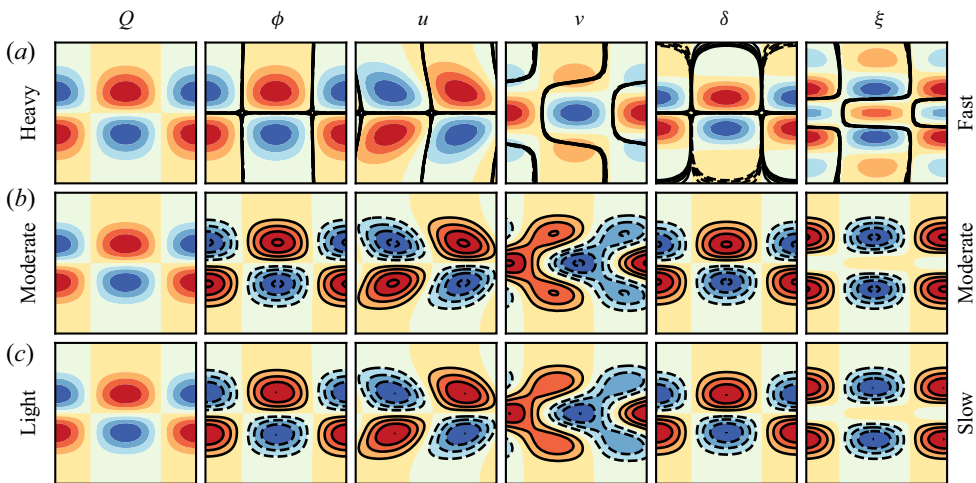 Q ϕ u v δ ξ
(a) Heavy Fast
(b) Moderate Moderate
(c) Light Slow